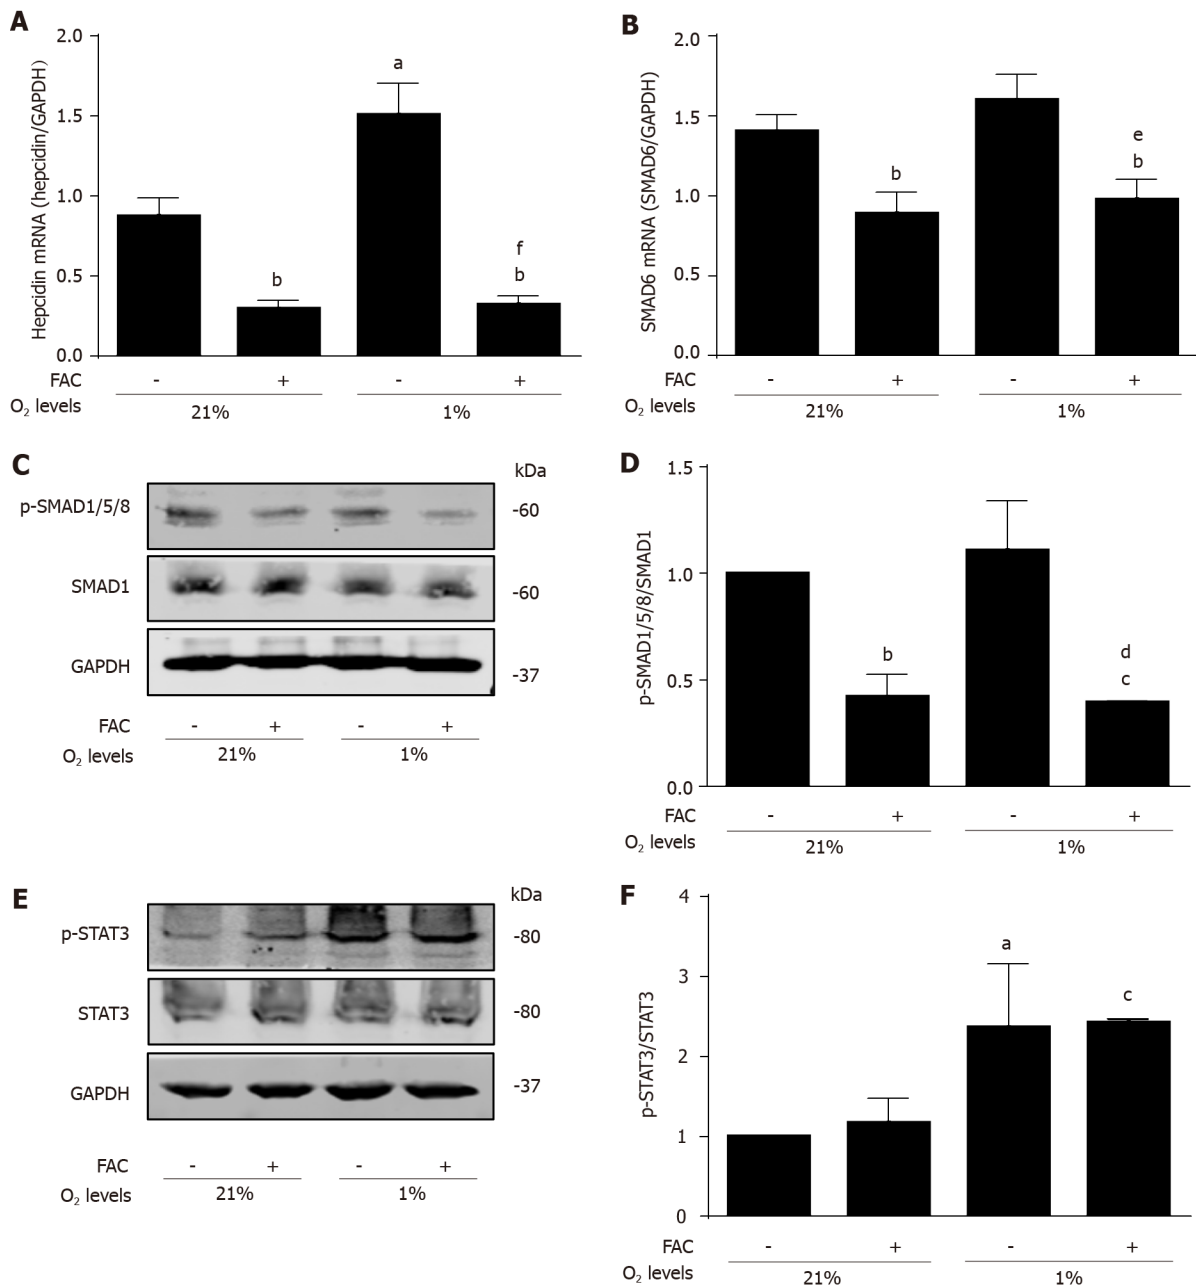 A
Hepcidin mRNA (hepcidin/GAPDH)
2.0
1.5
1.0
0.5
0.0
b
a
f
b
FAC - + - +
O₂ levels 21% 1%
B
SMAD6 mRNA (SMAD6/GAPDH)
2.0
1.5
1.0
0.5
0.0
b
e
b
FAC - + - +
O₂ levels 21% 1%
C
kDa
p-SMAD1/5/8 -60
SMAD1 -60
GAPDH -37
FAC - + - +
O₂ levels 21% 1%
D
p-SMAD1/5/8/SMAD1
1.5
1.0
0.5
0.0
b
d
c
FAC - + - +
O₂ levels 21% 1%
E
kDa
p-STAT3 -80
STAT3 -80
GAPDH -37
FAC - + - +
O₂ levels 21% 1%
F
p-STAT3/STAT3
4
3
2
1
0
a
c
FAC - + - +
O₂ levels 21% 1%